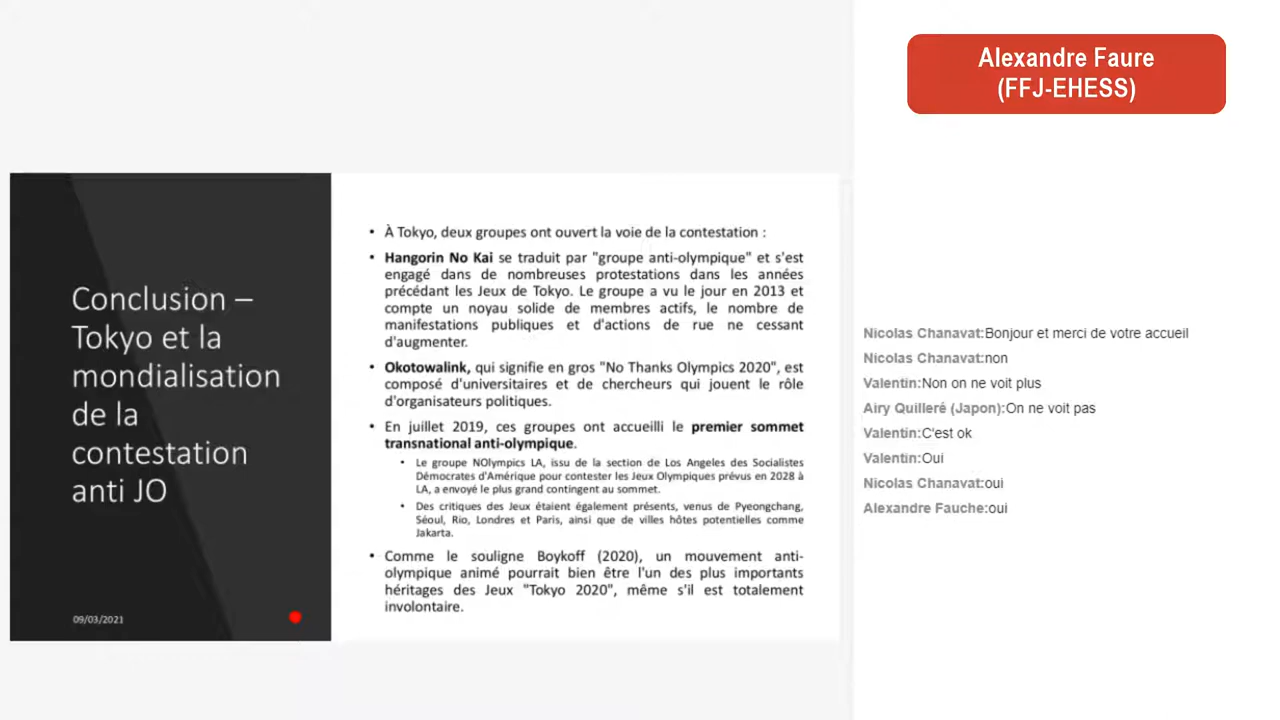 Alexandre Faure
(FFJ-EHESS)
Conclusion –
Tokyo et la
mondialisation
de la
contestation
anti JO
09/03/2021
• À Tokyo, deux groupes ont ouvert la voie de la contestation :
• Hangorin No Kai se traduit par "groupe anti-olympique" et s'est
engagé dans de nombreuses protestations dans les années
précédant les Jeux de Tokyo. Le groupe a vu le jour en 2013 et
compte un noyau solide de membres actifs, le nombre de
manifestations publiques et d'actions de rue ne cessant
d'augmenter.
• Okotowalink, qui signifie en gros "No Thanks Olympics 2020", est
composé d'universitaires et de chercheurs qui jouent le rôle
d'organisateurs politiques.
• En juillet 2019, ces groupes ont accueilli le premier sommet
transnational anti-olympique.
• Le groupe NOlympics LA, issu de la section de Los Angeles des Socialistes
Démocrates d'Amérique pour contester les Jeux Olympiques prévus en 2028 à
LA, a envoyé le plus grand contingent au sommet.
• Des critiques des Jeux étaient également présents, venus de Pyeongchang,
Séoul, Rio, Londres et Paris, ainsi que de villes hôtes potentielles comme
Jakarta.
• Comme le souligne Boykoff (2020), un mouvement anti-
olympique animé pourrait bien être l'un des plus importants
héritages des Jeux "Tokyo 2020", même s'il est totalement
involontaire.
Nicolas Chanavat:Bonjour et merci de votre accueil
Nicolas Chanavat:non
Valentin:Non on ne voit plus
Airy Quilleré (Japon):On ne voit pas
Valentin:C'est ok
Valentin:Oui
Nicolas Chanavat:oui
Alexandre Fauche:oui